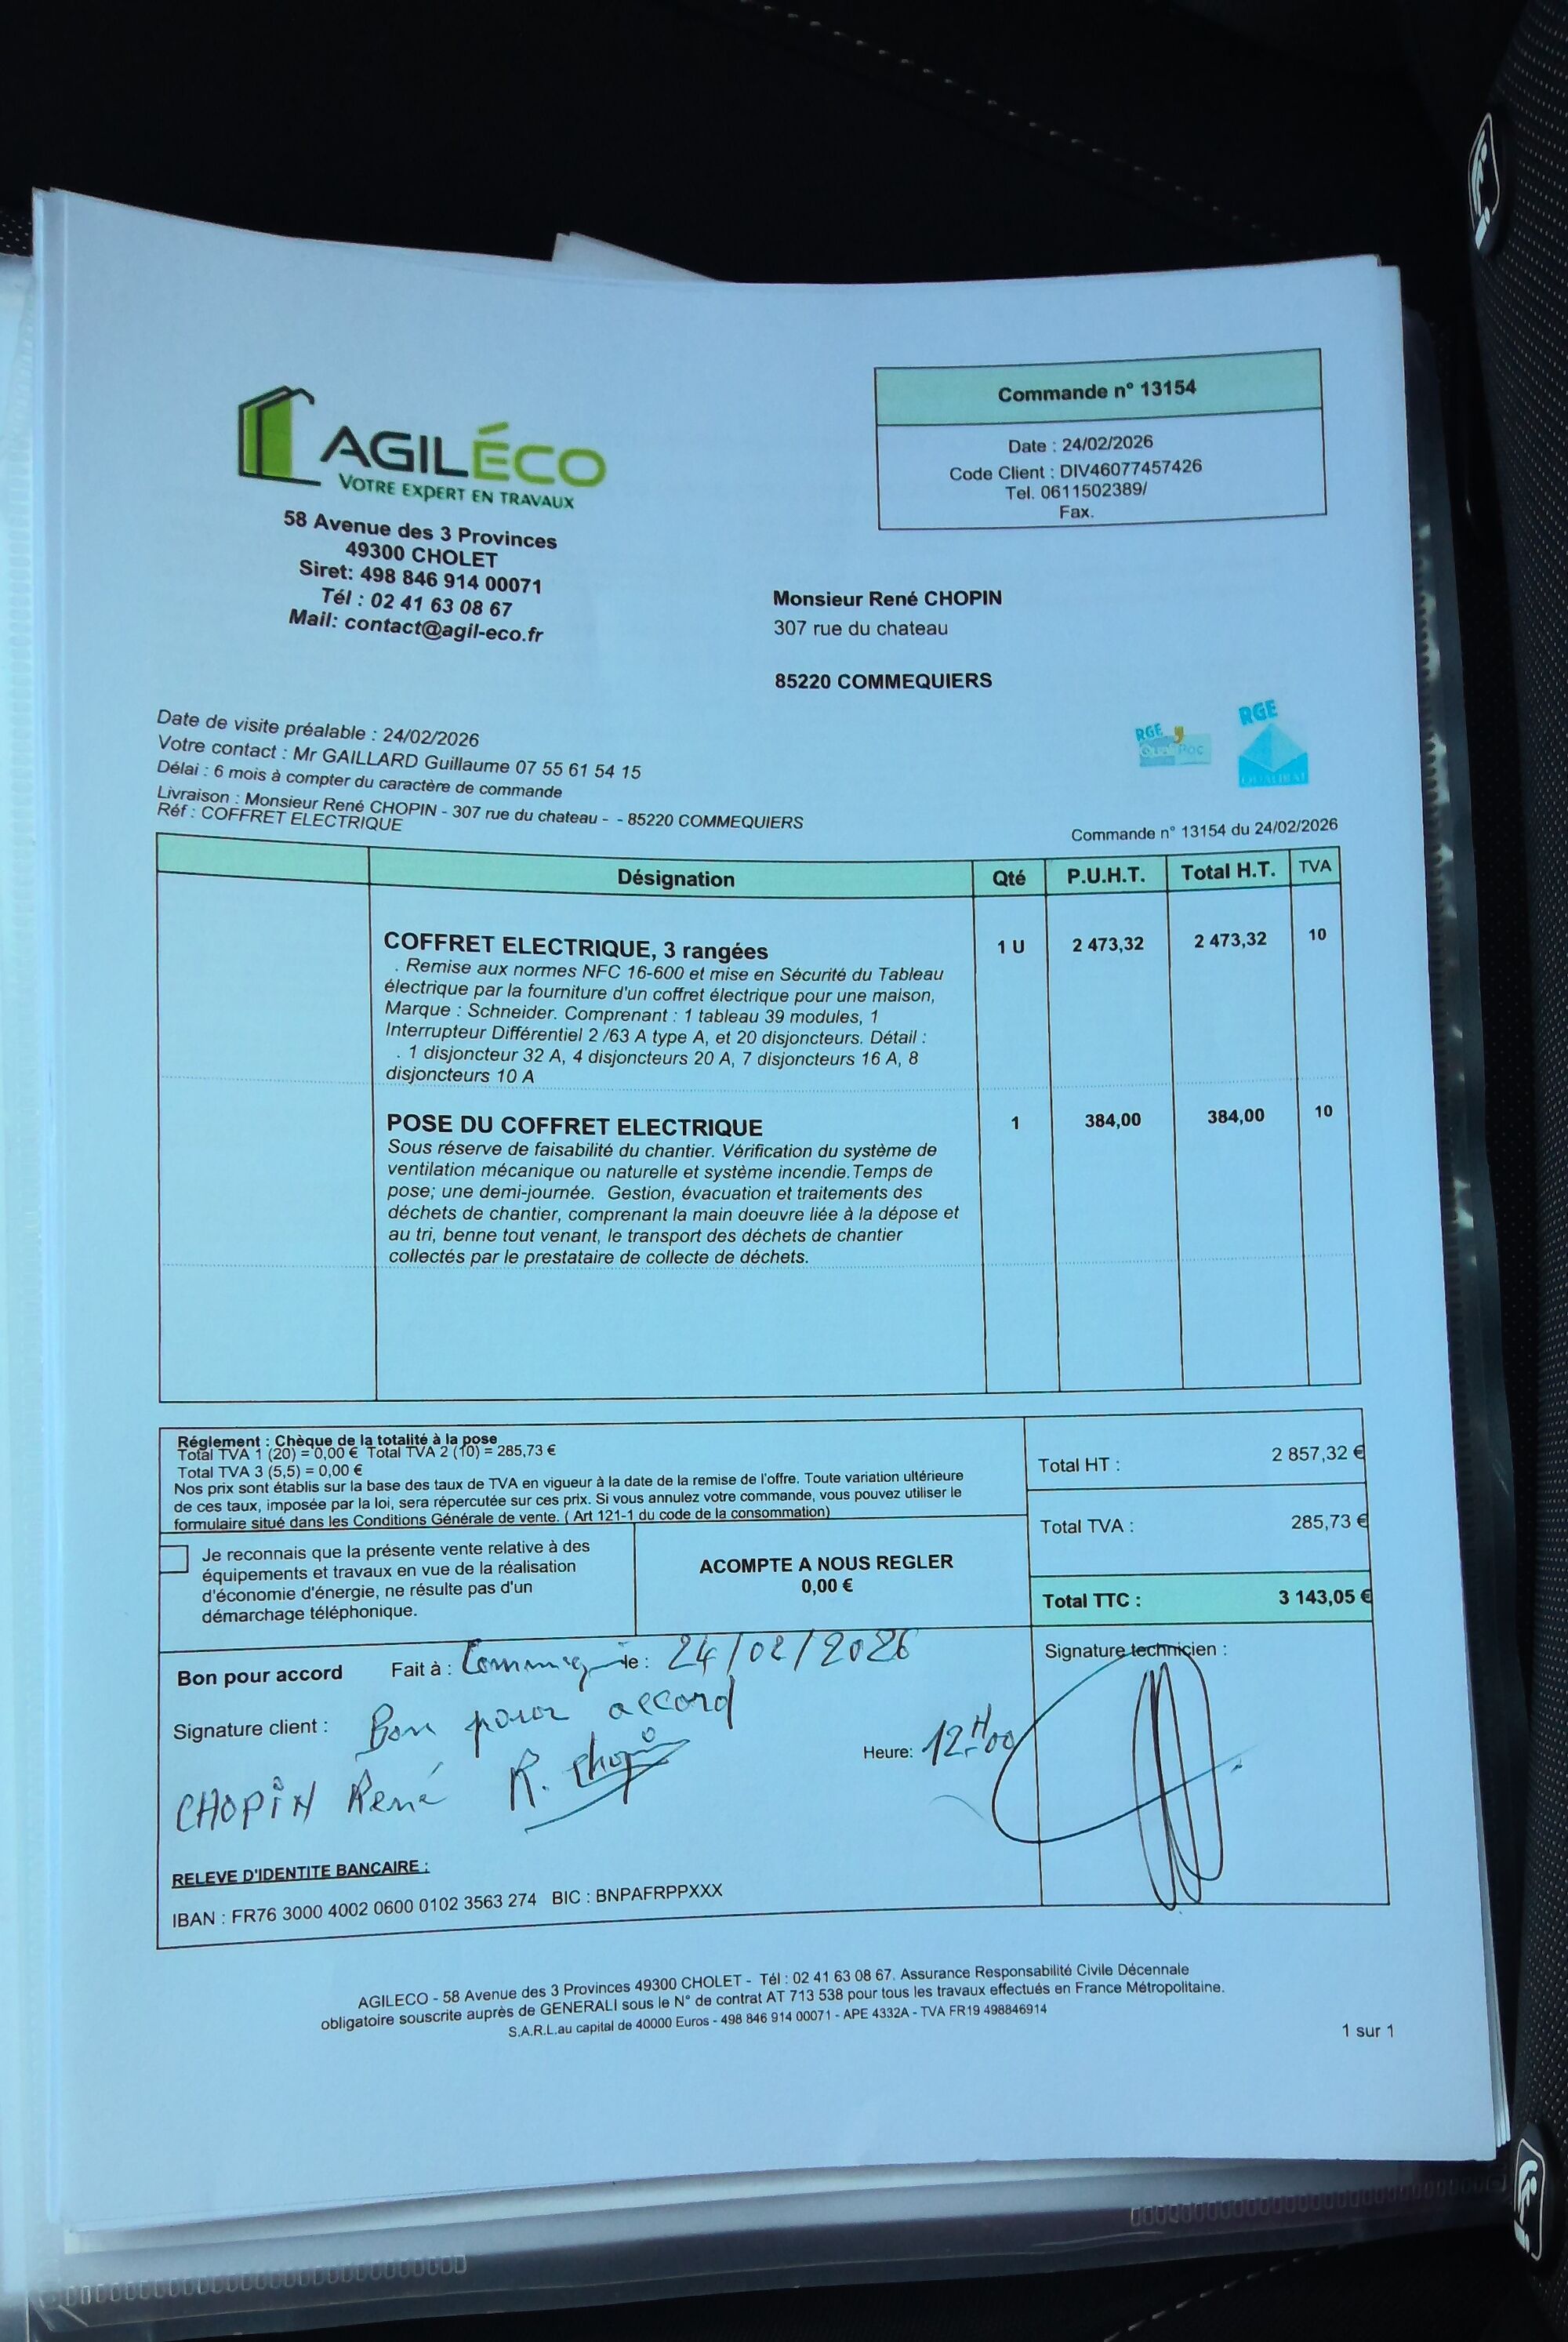 Commande n° 13154
Date : 24/02/2026
Code Client : DIV46077457426
Tel. 0611502389/
Fax.
AGILÉCO
VOTRE EXPERT EN TRAVAUX
58 Avenue des 3 Provinces
49300 CHOLET
Siret: 498 846 914 00071
Tél : 02 41 63 08 67
Mail: contact@agil-eco.fr
Monsieur René CHOPIN
307 rue du chateau
85220 COMMEQUIERS
Date de visite préalable : 24/02/2026
Votre contact : Mr GAILLARD Guillaume 07 55 61 54 15
Délai : 6 mois à compter du caractère de commande
Livraison : Monsieur René CHOPIN - 307 rue du chateau - - 85220 COMMEQUIERS
Réf : COFFRET ELECTRIQUE
RGE
RGE
QUALIBAT
Commande n° 13154 du 24/02/2026
Désignation Qté P.U.H.T. Total H.T. TVA
COFFRET ELECTRIQUE, 3 rangées 1 U 2 473,32 2 473,32 10
. Remise aux normes NFC 16-600 et mise en Sécurité du Tableau
électrique par la fourniture d'un coffret électrique pour une maison,
Marque : Schneider. Comprenant : 1 tableau 39 modules, 1
Interrupteur Différentiel 2 /63 A type A, et 20 disjoncteurs. Détail :
. 1 disjoncteur 32 A, 4 disjoncteurs 20 A, 7 disjoncteurs 16 A, 8
disjoncteurs 10 A
POSE DU COFFRET ELECTRIQUE 1 384,00 384,00 10
Sous réserve de faisabilité du chantier. Vérification du système de
ventilation mécanique ou naturelle et système incendie.Temps de
pose; une demi-journée. Gestion, évacuation et traitements des
déchets de chantier, comprenant la main doeuvre liée à la dépose et
au tri, benne tout venant, le transport des déchets de chantier
collectés par le prestataire de collecte de déchets.
Réglement : Chèque de la totalité à la pose
Total TVA 1 (20) = 0,00 € Total TVA 2 (10) = 285,73 €
Total TVA 3 (5,5) = 0,00 €
Nos prix sont établis sur la base des taux de TVA en vigueur à la date de la remise de l'offre. Toute variation ultérieure
de ces taux, imposée par la loi, sera répercutée sur ces prix. Si vous annulez votre commande, vous pouvez utiliser le
formulaire situé dans les Conditions Générale de vente. ( Art 121-1 du code de la consommation)
Total HT : 2 857,32 €
Total TVA : 285,73 €
Total TTC : 3 143,05 €
Je reconnais que la présente vente relative à des
équipements et travaux en vue de la réalisation
d'économie d'énergie, ne résulte pas d'un
démarchage téléphonique.
ACOMPTE A NOUS REGLER
0,00 €
Bon pour accord Fait à : le : 24/02/2026
Signature technicien :
Signature client : Bon pour accord
Heure: 12H00
CHOPIN René R. Chopin
RELEVE D'IDENTITE BANCAIRE :
IBAN : FR76 3000 4002 0600 0102 3563 274 BIC : BNPAFRPPXXX
AGILECO - 58 Avenue des 3 Provinces 49300 CHOLET - Tél : 02 41 63 08 67. Assurance Responsabilité Civile Décennale
obligatoire souscrite auprès de GENERALI sous le N° de contrat AT 713 538 pour tous les travaux effectués en France Métropolitaine.
S.A.R.L.au capital de 40000 Euros - 498 846 914 00071 - APE 4332A - TVA FR19 498846914
1 sur 1